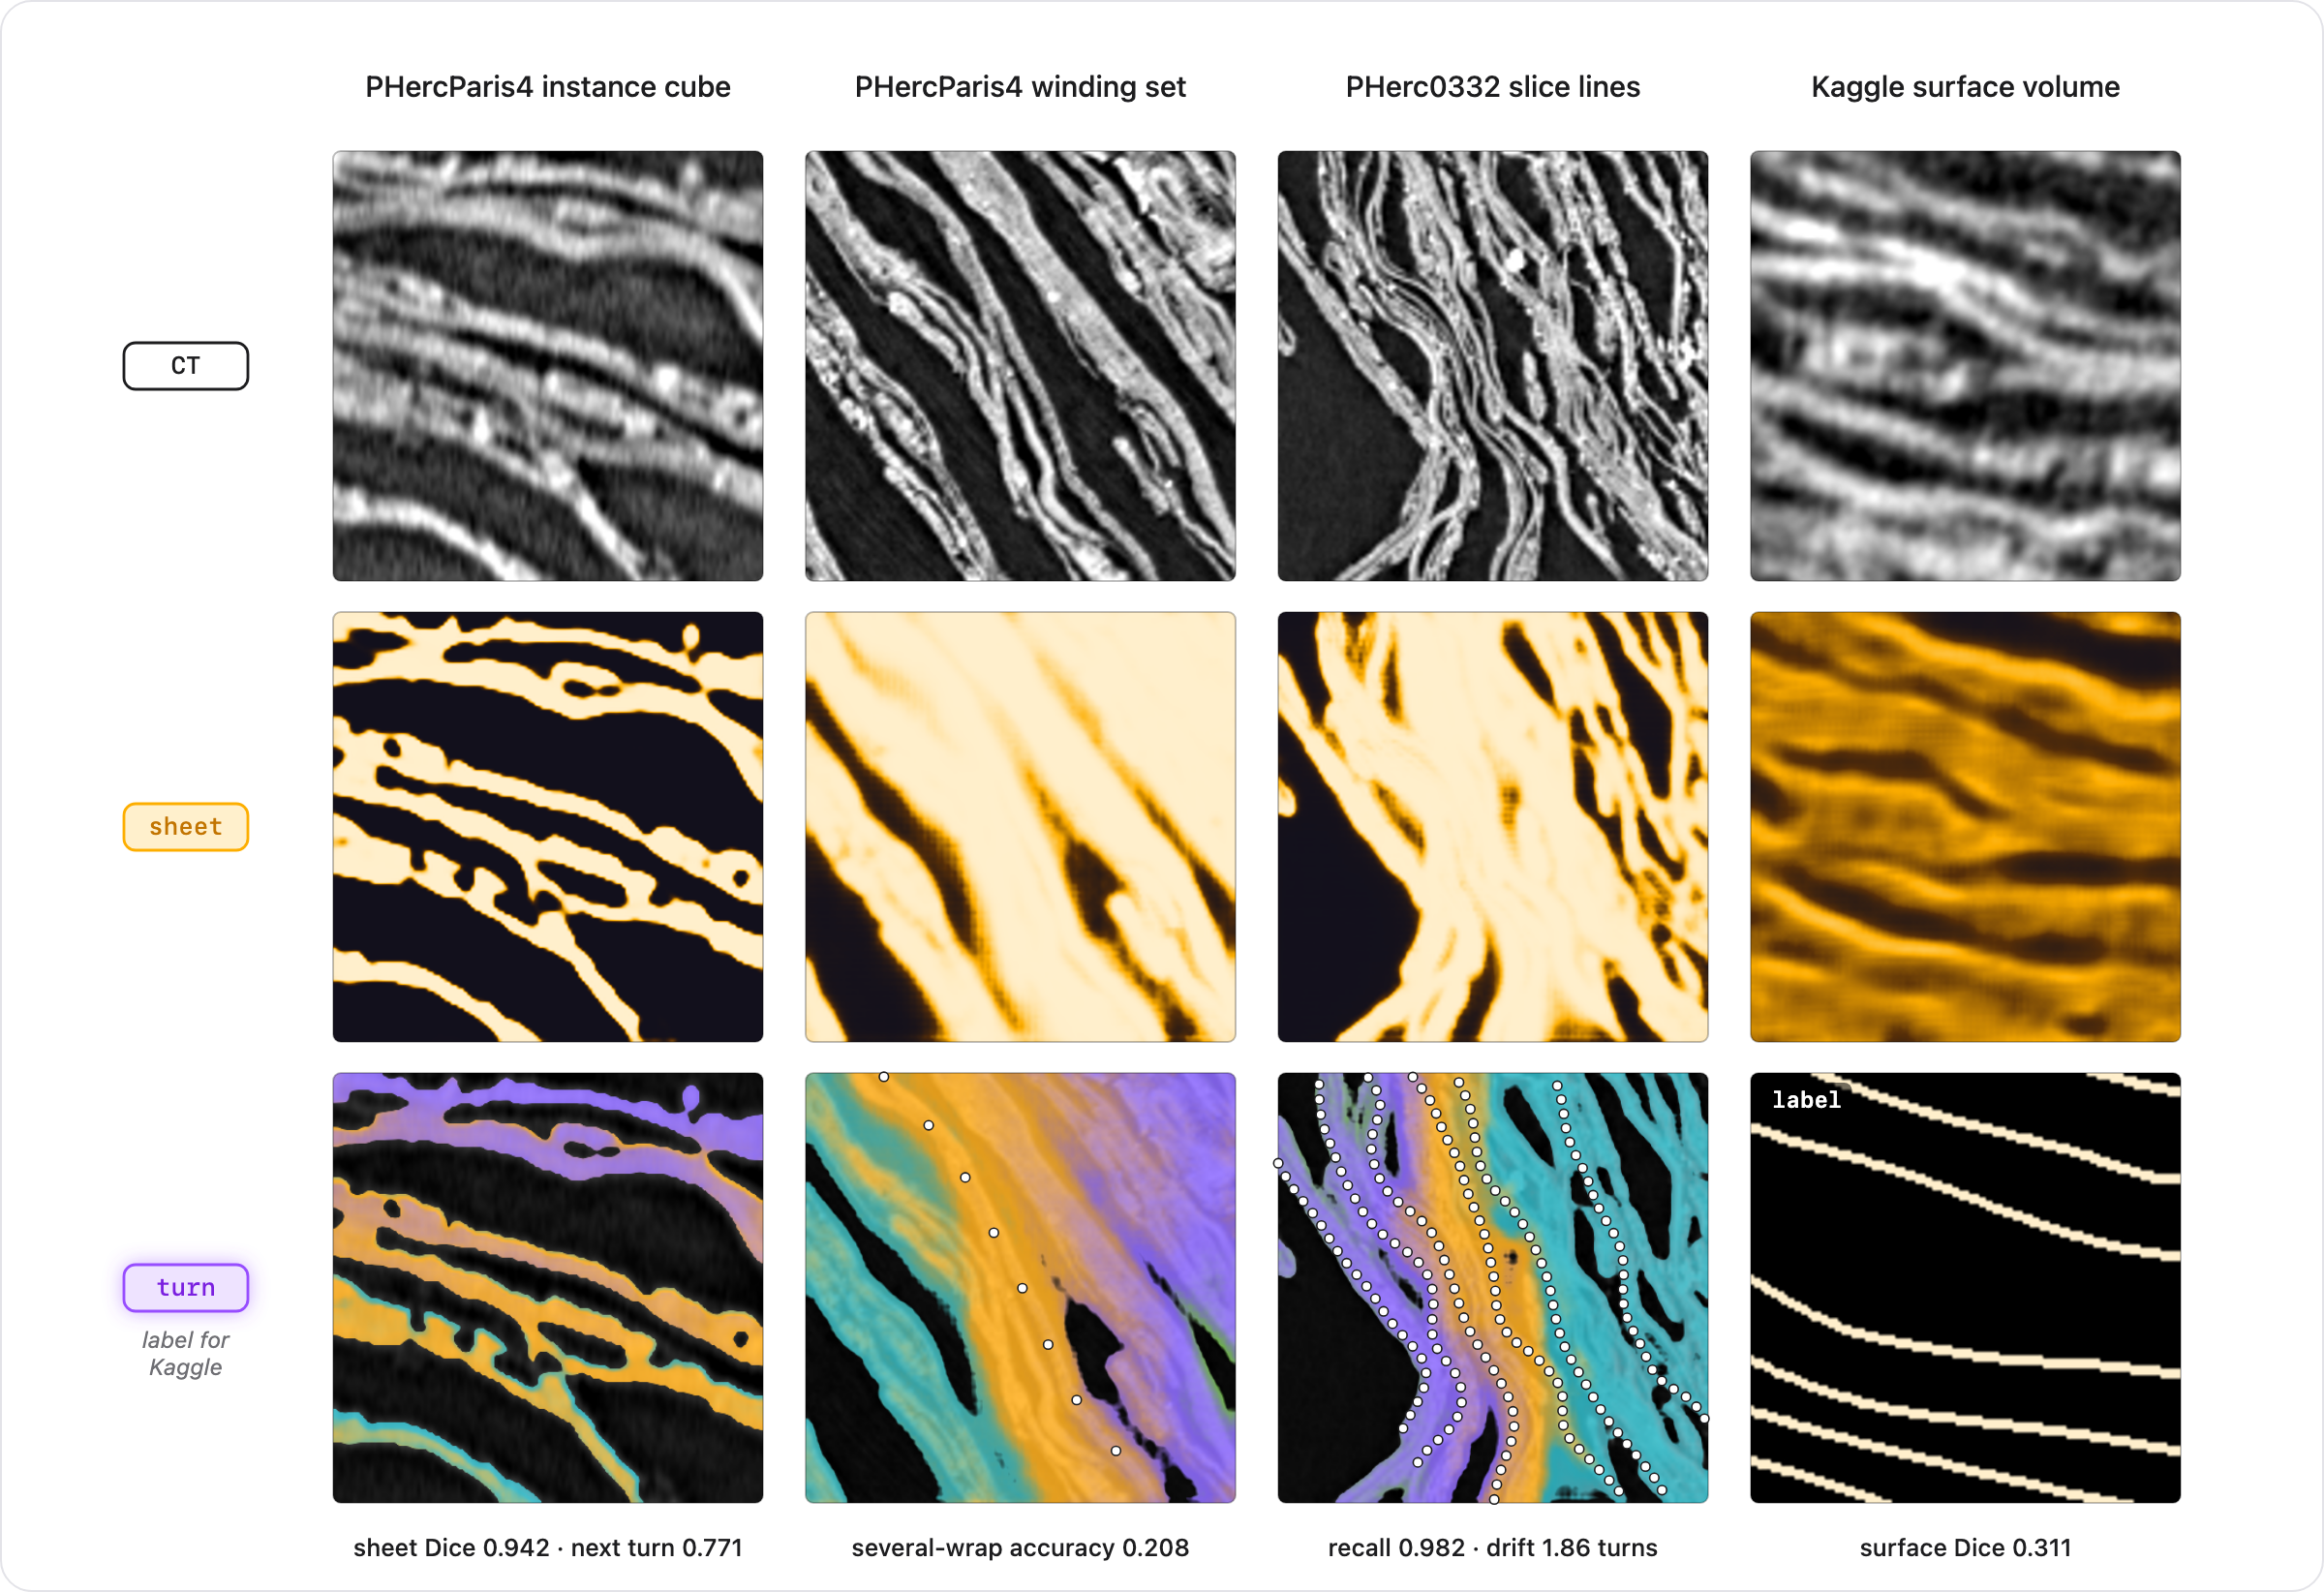 PHercParis4 instance cube
PHercParis4 winding set
PHerc0332 slice lines
Kaggle surface volume
CT
sheet
turn
label for
Kaggle
label
sheet Dice 0.942 · next turn 0.771
several-wrap accuracy 0.208
recall 0.982 · drift 1.86 turns
surface Dice 0.311